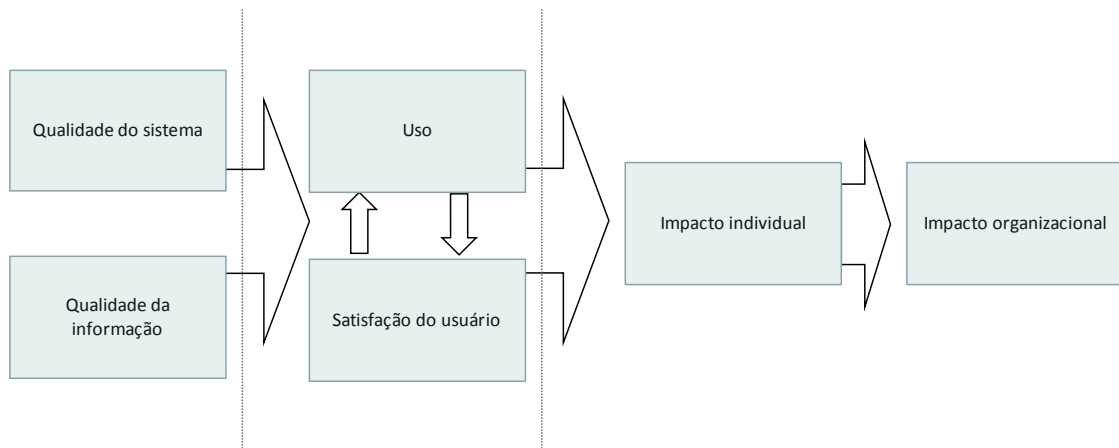 Qualidade do sistema
Uso
Qualidade da
informação
Satisfação do usuário
Impacto individual
Impacto organizacional